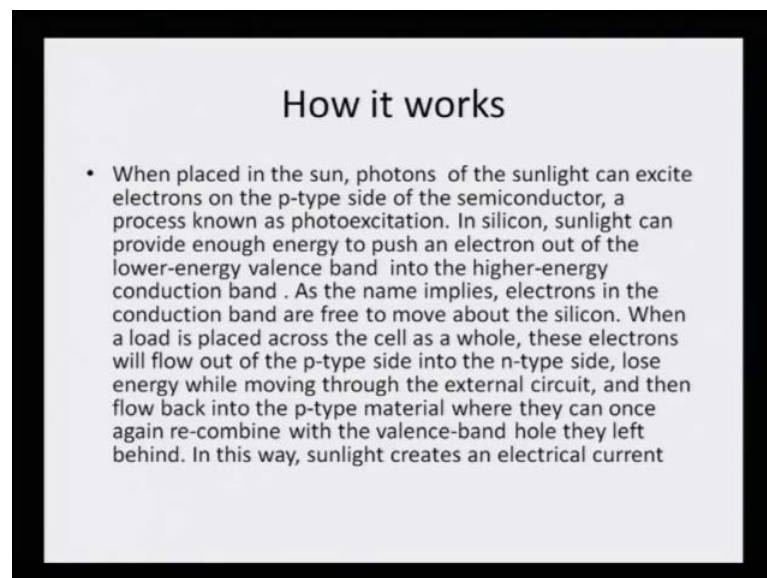 How it works
• When placed in the sun, photons of the sunlight can excite
electrons on the p-type side of the semiconductor, a
process known as photoexcitation. In silicon, sunlight can
provide enough energy to push an electron out of the
lower-energy valence band into the higher-energy
conduction band . As the name implies, electrons in the
conduction band are free to move about the silicon. When
a load is placed across the cell as a whole, these electrons
will flow out of the p-type side into the n-type side, lose
energy while moving through the external circuit, and then
flow back into the p-type material where they can once
again re-combine with the valence-band hole they left
behind. In this way, sunlight creates an electrical current